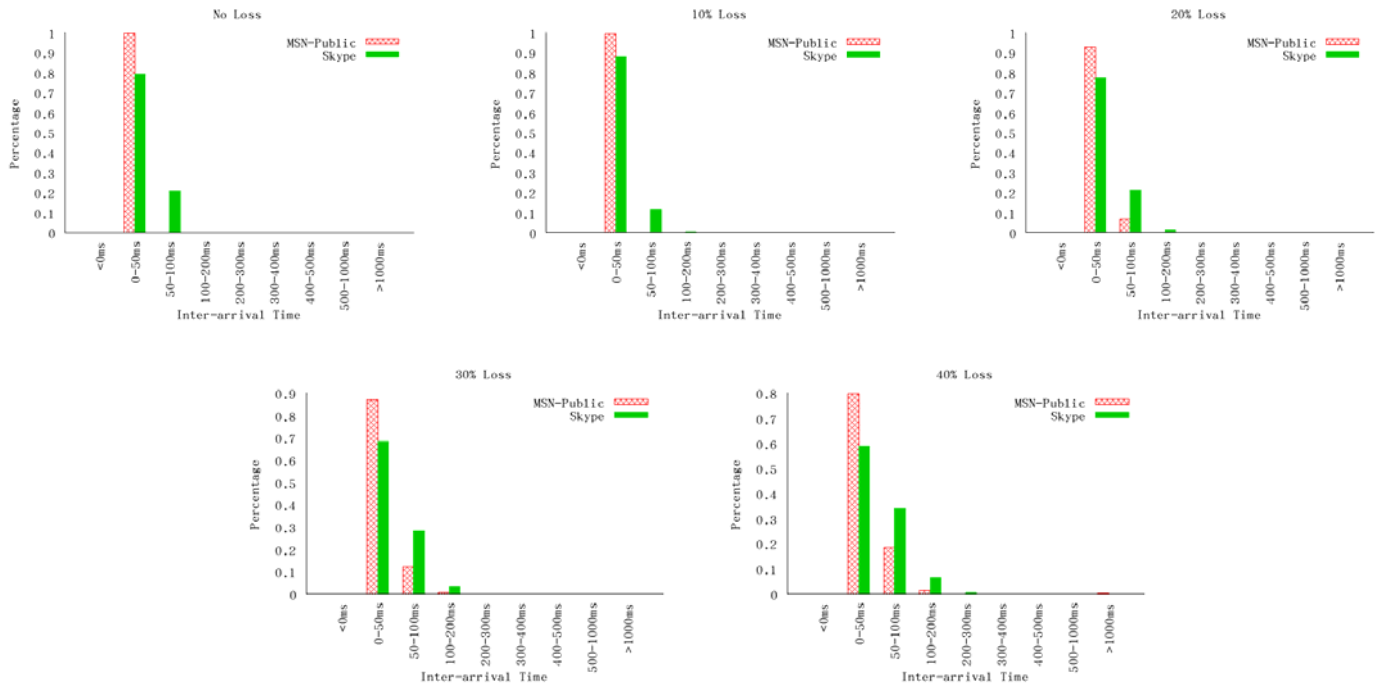 No Loss
MSN-Public
Skype
Percentage
1
0.9
0.8
0.7
0.6
0.5
0.4
0.3
0.2
0.1
0
<0ms
0-50ms
50-100ms
100-200ms
200-300ms
300-400ms
400-500ms
500-1000ms
>1000ms
Inter-arrival Time
10% Loss
MSN-Public
Skype
Percentage
1
0.9
0.8
0.7
0.6
0.5
0.4
0.3
0.2
0.1
0
<0ms
0-50ms
50-100ms
100-200ms
200-300ms
300-400ms
400-500ms
500-1000ms
>1000ms
Inter-arrival Time
20% Loss
MSN-Public
Skype
Percentage
1
0.9
0.8
0.7
0.6
0.5
0.4
0.3
0.2
0.1
0
<0ms
0-50ms
50-100ms
100-200ms
200-300ms
300-400ms
400-500ms
500-1000ms
>1000ms
Inter-arrival Time
30% Loss
MSN-Public
Skype
Percentage
0.9
0.8
0.7
0.6
0.5
0.4
0.3
0.2
0.1
0
<0ms
0-50ms
50-100ms
100-200ms
200-300ms
300-400ms
400-500ms
500-1000ms
>1000ms
Inter-arrival Time
40% Loss
MSN-Public
Skype
Percentage
0.8
0.7
0.6
0.5
0.4
0.3
0.2
0.1
0
<0ms
0-50ms
50-100ms
100-200ms
200-300ms
300-400ms
400-500ms
500-1000ms
>1000ms
Inter-arrival Time